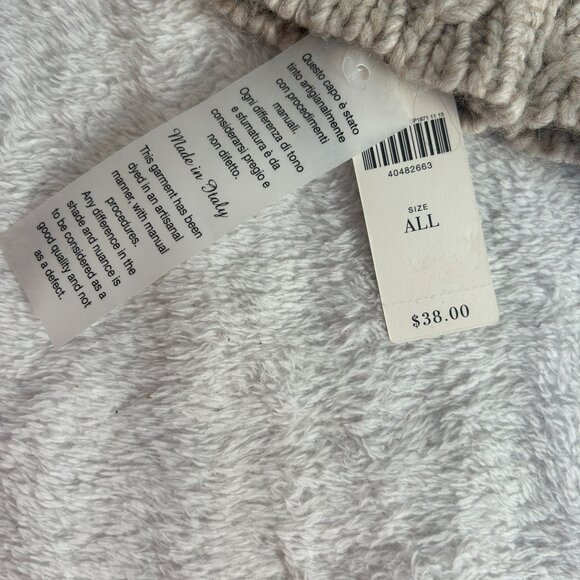 Questo capo è stato
tinto artigianalmente
con procedimenti
manuali.
Ogni differenza di tono
e sfumatura è da
considerarsi pregio e
non difetto.
Made in Italy
This garment has been
dyed in an artisanal
manner, with manual
procedures.
Any difference in the
shade and nuance is
to be considered as a
good quality and not
as a defect.
40482663
SIZE
ALL
$38.00